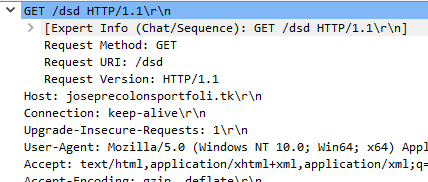 GET /dsd HTTP/1.1\r\n
[Expert Info (Chat/Sequence): GET /dsd HTTP/1.1\r\n]
Request Method: GET
Request URI: /dsd
Request Version: HTTP/1.1
Host: joseprecolonsportfoli.tk\r\n
Connection: keep-alive\r\n
Upgrade-Insecure-Requests: 1\r\n
User-Agent: Mozilla/5.0 (Windows NT 10.0; Win64; x64) Appl
Accept: text/html,application/xhtml+xml,application/xml;q=
Accept-Encoding: gzip, deflate\r\n